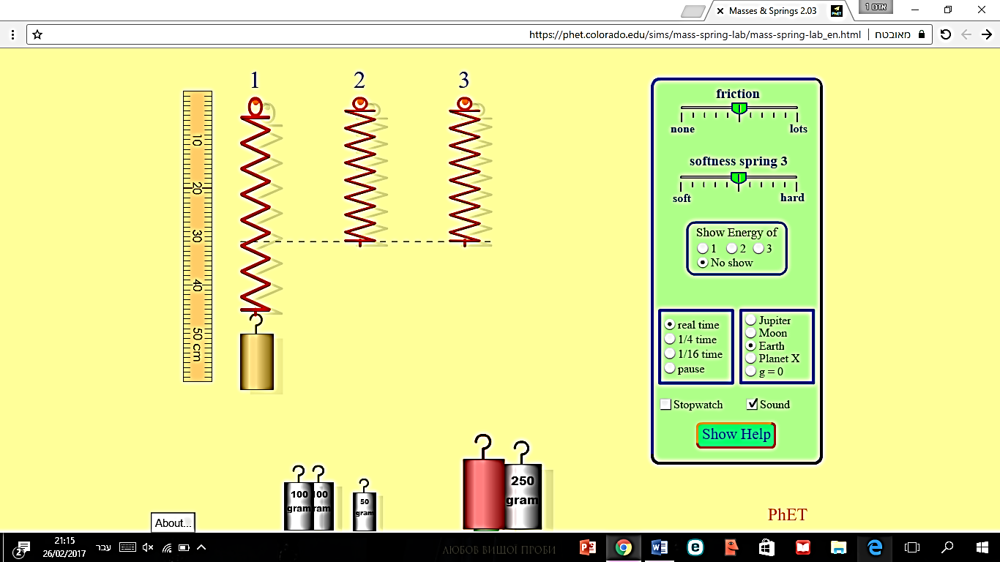 Masses & Springs 2.03
אדם 1
https://phet.colorado.edu/sims/mass-spring-lab/mass-spring-lab_en.html
מאובטח
1 2 3
10
20
30
40
50 cm
friction
none lots
softness spring 3
soft hard
Show Energy of
1 2 3
No show
real time
1/4 time
1/16 time
pause
Jupiter
Moon
Earth
Planet X
g = 0
Stopwatch
Sound
Show Help
100
gram
00
ram
50
gram
250
gram
PhET
About...
2
21:15
26/02/2017
עבר
ЛЮБОВ ВИЩОЇ ПРОБИ